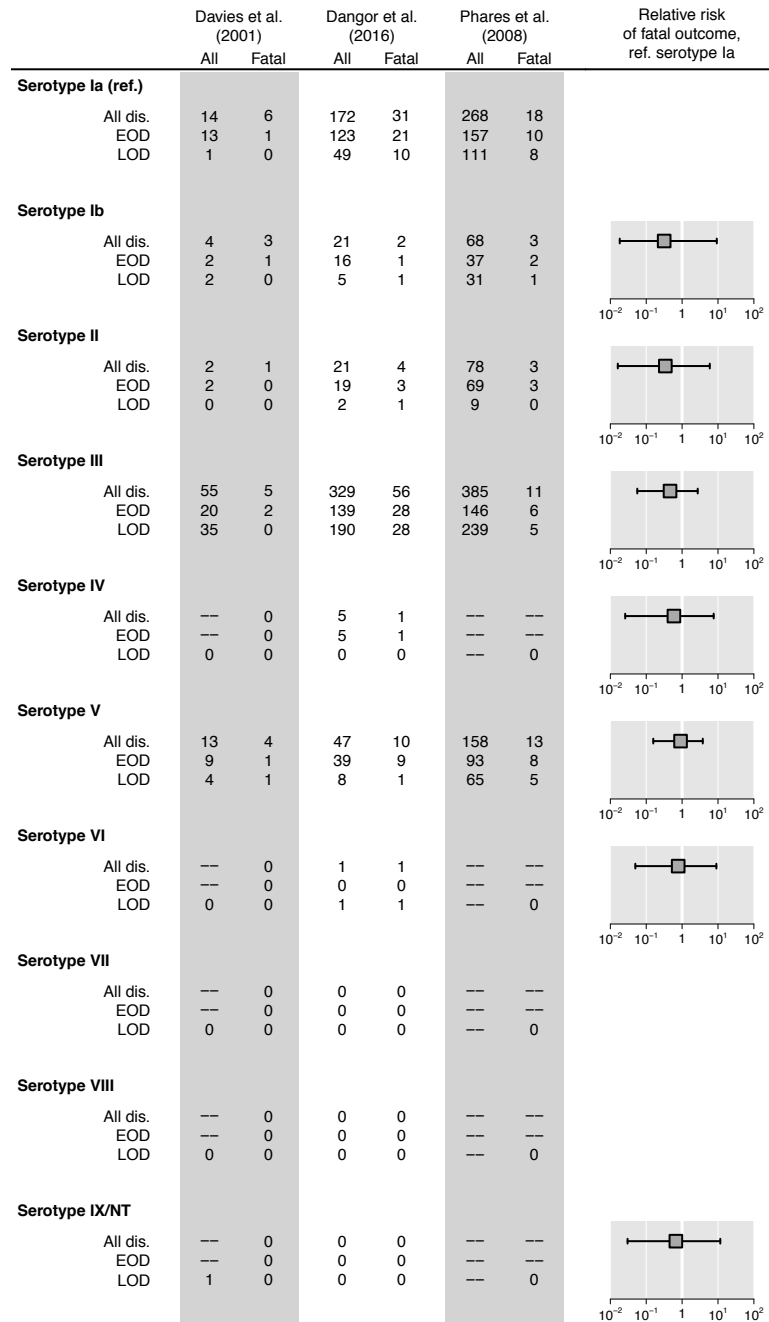 Davies et al. Dangor et al. Phares et al. Relative risk
(2001) (2016) (2008) of fatal outcome,
All Fatal All Fatal All Fatal ref. serotype Ia
Serotype Ia (ref.)
All dis. 14 6 172 31 268 18
EOD 13 1 123 21 157 10
LOD 1 0 49 10 111 8
Serotype Ib
All dis. 4 3 21 2 68 3
EOD 2 1 16 1 37 2
LOD 2 0 5 1 31 1
10⁻² 10⁻¹ 1 10¹ 10²
Serotype II
All dis. 2 1 21 4 78 3
EOD 2 0 19 3 69 3
LOD 0 0 2 1 9 0
10⁻² 10⁻¹ 1 10¹ 10²
Serotype III
All dis. 55 5 329 56 385 11
EOD 20 2 139 28 146 6
LOD 35 0 190 28 239 5
10⁻² 10⁻¹ 1 10¹ 10²
Serotype IV
All dis. −− 0 5 1 −− −−
EOD −− 0 5 1 −− −−
LOD 0 0 0 0 −− 0
10⁻² 10⁻¹ 1 10¹ 10²
Serotype V
All dis. 13 4 47 10 158 13
EOD 9 1 39 9 93 8
LOD 4 1 8 1 65 5
10⁻² 10⁻¹ 1 10¹ 10²
Serotype VI
All dis. −− 0 1 1 −− −−
EOD −− 0 0 0 −− −−
LOD 0 0 1 1 −− 0
10⁻² 10⁻¹ 1 10¹ 10²
Serotype VII
All dis. −− 0 0 0 −− −−
EOD −− 0 0 0 −− −−
LOD 0 0 0 0 −− 0
Serotype VIII
All dis. −− 0 0 0 −− −−
EOD −− 0 0 0 −− −−
LOD 0 0 0 0 −− 0
Serotype IX/NT
All dis. −− 0 0 0 −− −−
EOD −− 0 0 0 −− −−
LOD 1 0 0 0 −− 0
10⁻² 10⁻¹ 1 10¹ 10²